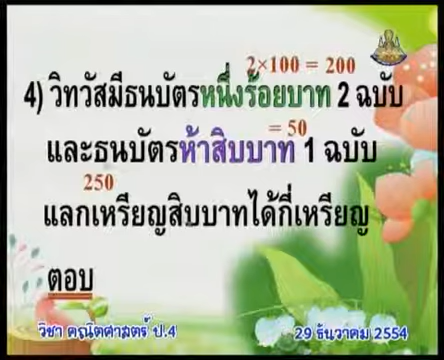 2×100 = 200
4) วิทวัสมีธนบัตรหนึ่งร้อยบาท 2 ฉบับ
= 50
และธนบัตรห้าสิบบาท 1 ฉบับ
250
แลกเหรียญสิบบาทได้กี่เหรียญ
ตอบ
วิชา คณิตศาสตร์ ป.4
29 ธันวาคม 2554